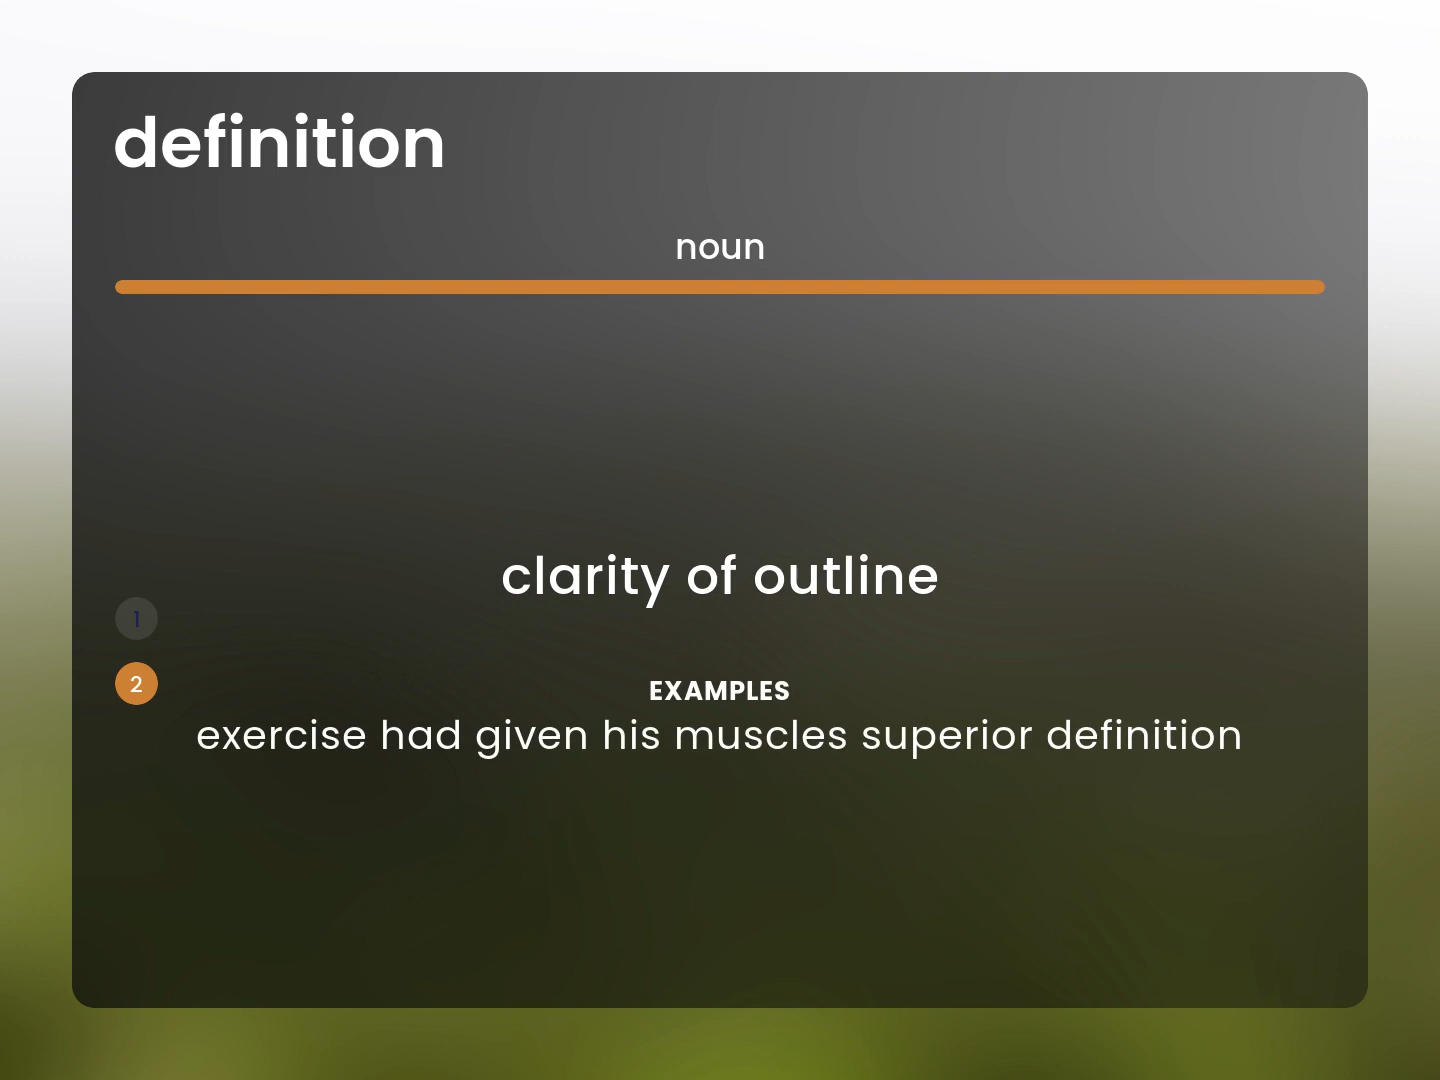 definition
noun
clarity of outline
1
2
EXAMPLES
exercise had given his muscles superior definition